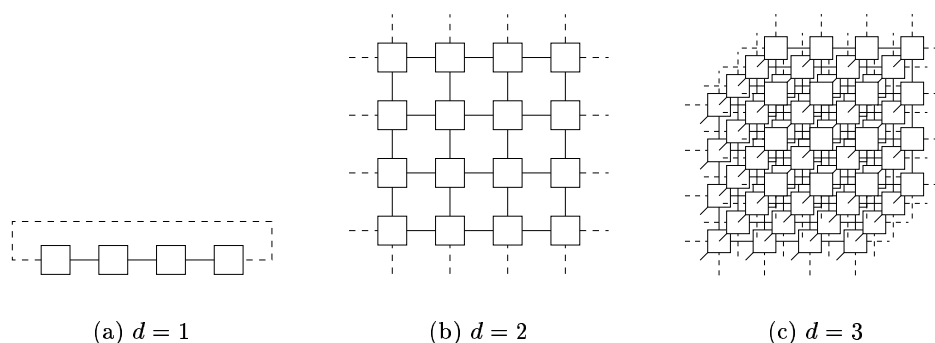 (a) d = 1
(b) d = 2
(c) d = 3